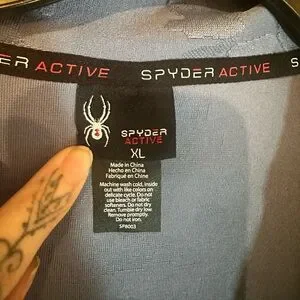 DER ACTIVE SPYDER ACTIVE S
SPYDER
ACTIVE
XL
Made in China
Hecho en China
Fabriqué en China
Machine wash cold, inside
out with like colors on
delicate cycle. Do not
use bleach or fabric
softeners. Do not dry
clean. Tumble dry low
Remove promptly.
Do not iron.
SP8003